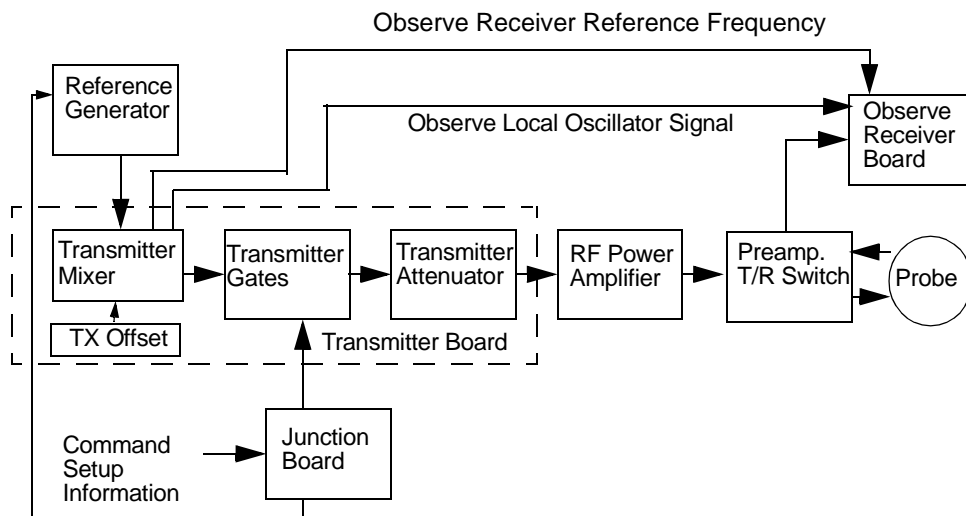 Observe Receiver Reference Frequency
Reference
Generator
Observe Local Oscillator Signal
Observe
Receiver
Board
Transmitter
Mixer
Transmitter
Gates
Transmitter
Attenuator
RF Power
Amplifier
Preamp.
T/R Switch
Probe
TX Offset
Transmitter Board
Command
Setup
Information
Junction
Board